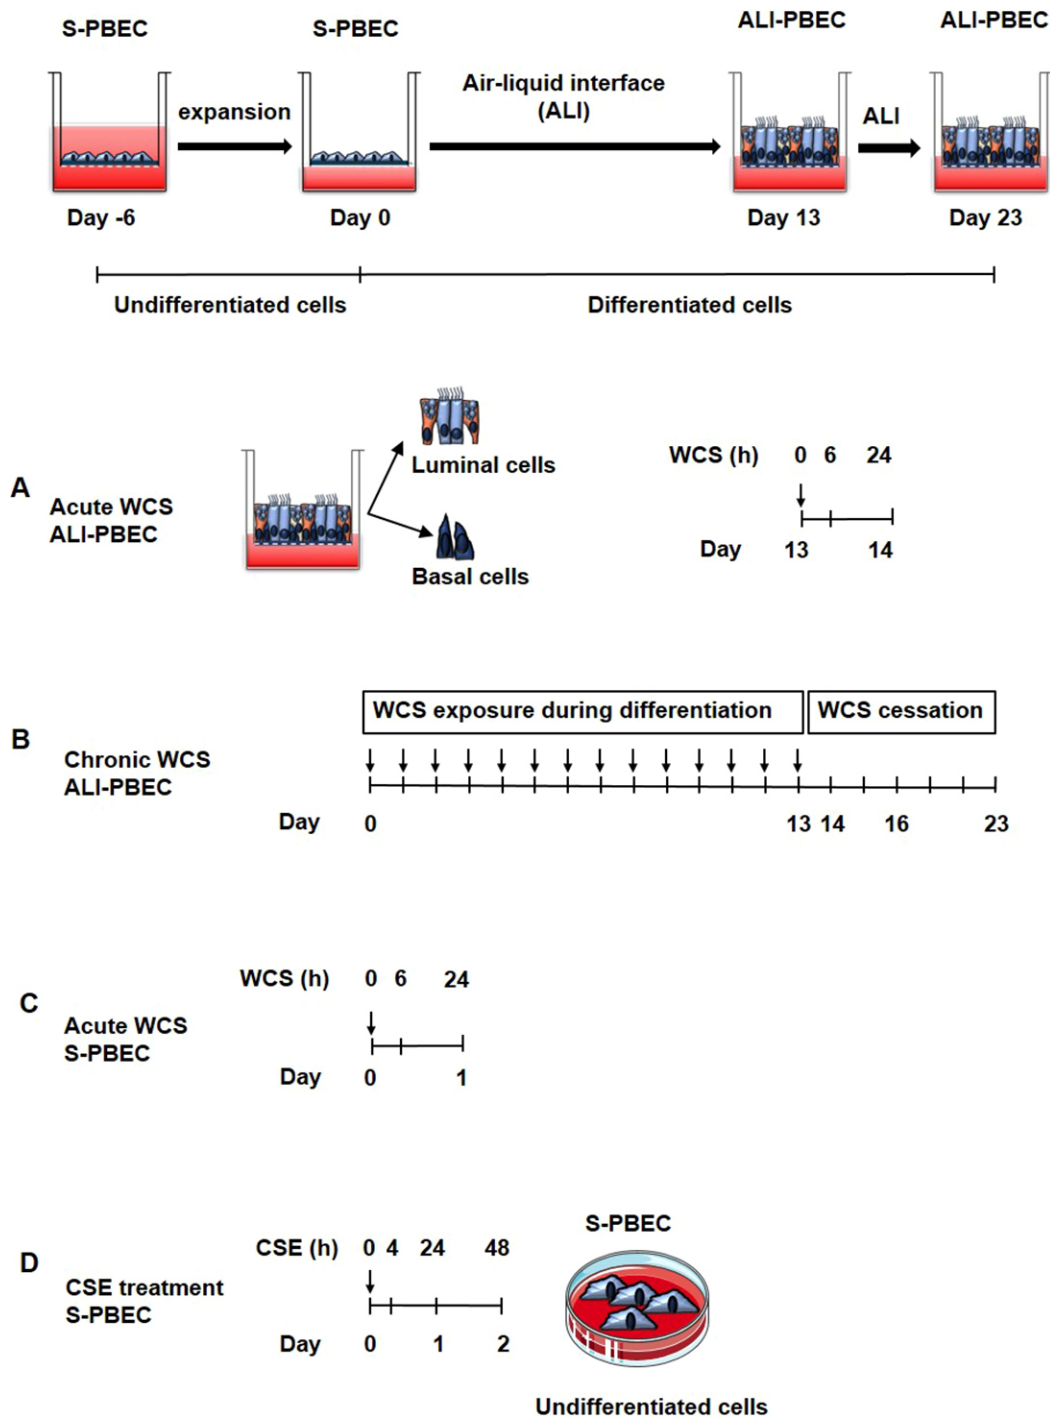 S-PBEC
S-PBEC
ALI-PBEC
ALI-PBEC
expansion
Air-liquid interface
(ALI)
ALI
Day -6
Day 0
Day 13
Day 23
Undifferentiated cells
Differentiated cells
A
Acute WCS
ALI-PBEC
Luminal cells
Basal cells
WCS (h) 0 6 24
Day 13 14
B
Chronic WCS
ALI-PBEC
WCS exposure during differentiation
WCS cessation
Day 0 13 14 16 23
C
Acute WCS
S-PBEC
WCS (h) 0 6 24
Day 0 1
D
CSE treatment
S-PBEC
CSE (h) 0 4 24 48
Day 0 1 2
S-PBEC
Undifferentiated cells